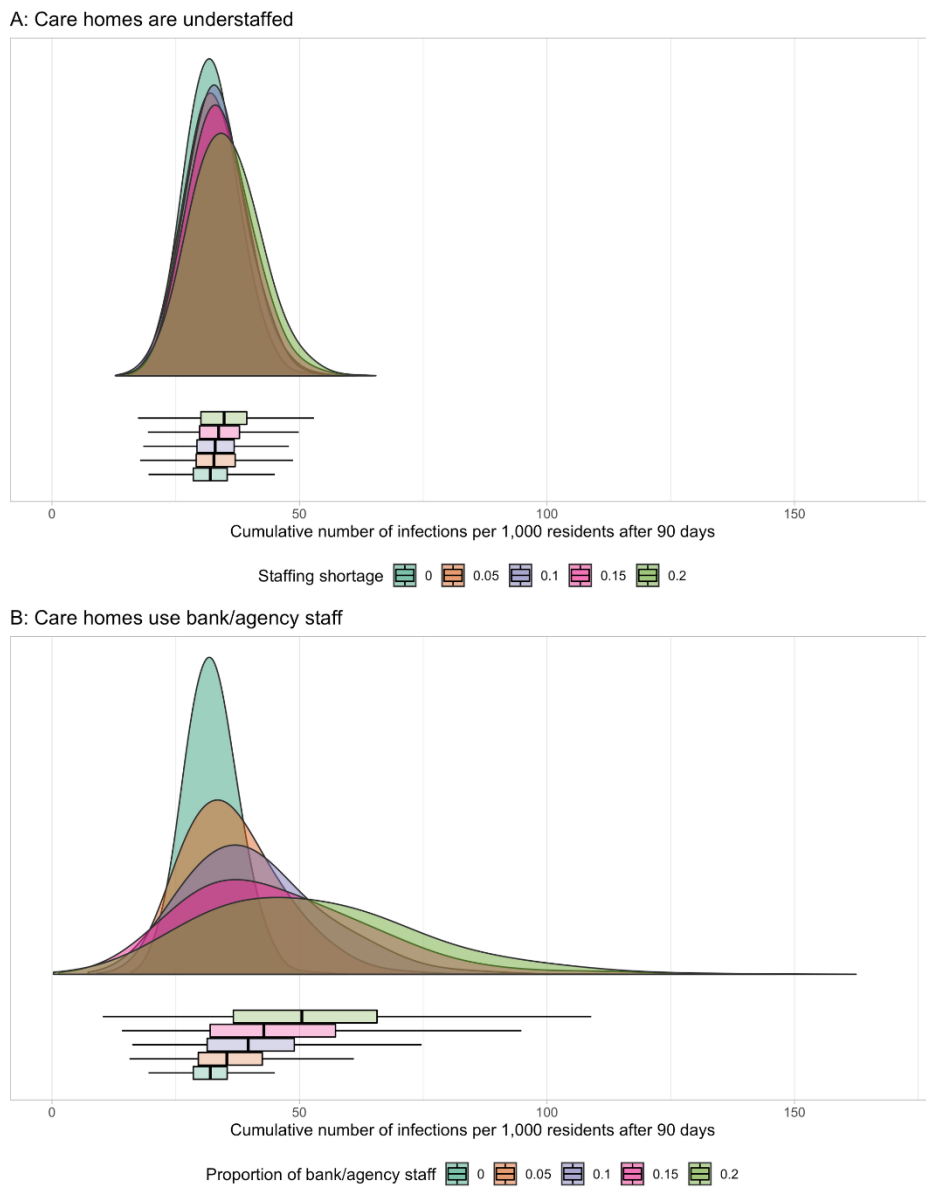 A: Care homes are understaffed
0 50 100 150
Cumulative number of infections per 1,000 residents after 90 days
Staffing shortage 0 0.05 0.1 0.15 0.2
B: Care homes use bank/agency staff
0 50 100 150
Cumulative number of infections per 1,000 residents after 90 days
Proportion of bank/agency staff 0 0.05 0.1 0.15 0.2